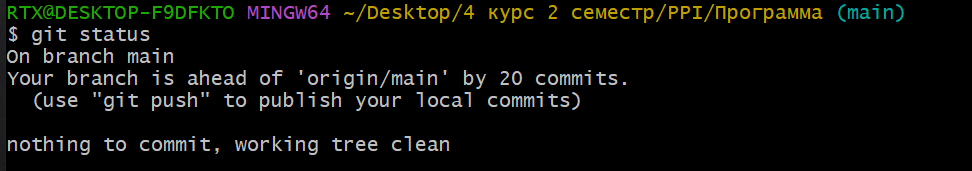 RTX@DESKTOP-F9DFKTO MINGW64 ~/Desktop/4 курс 2 семестр/PPI/Программа (main)
$ git status
On branch main
Your branch is ahead of 'origin/main' by 20 commits.
  (use "git push" to publish your local commits)

nothing to commit, working tree clean